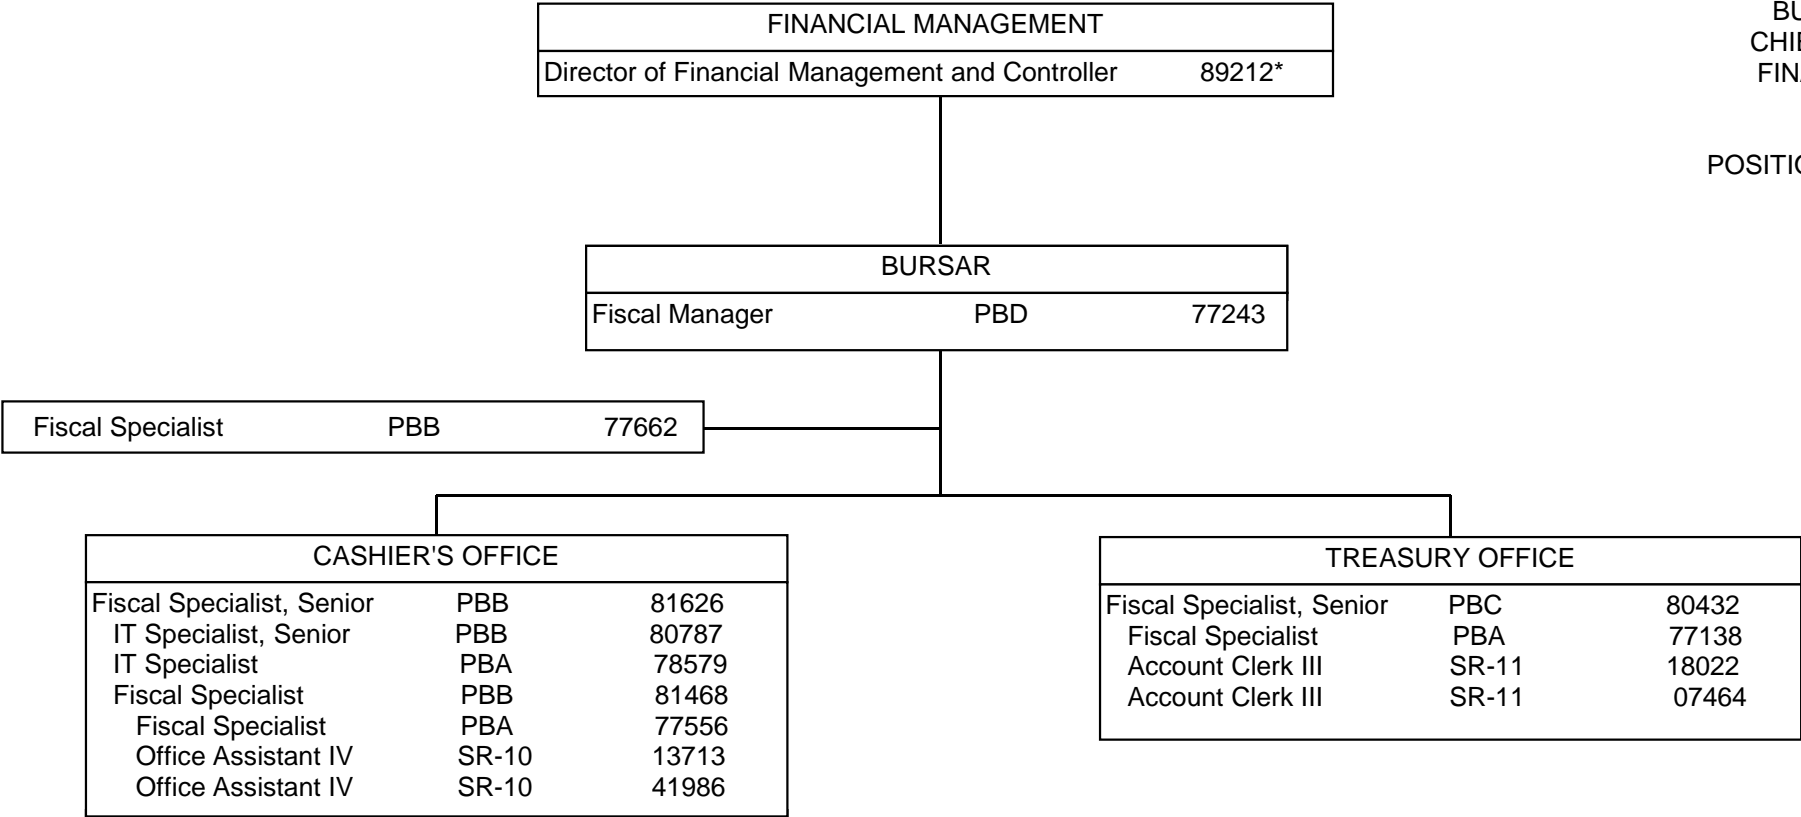 FINANCIAL MANAGEMENT
Director of Financial Management and Controller 89212*
BURSAR
Fiscal Manager PBD 77243
Fiscal Specialist PBB 77662
CASHIER'S OFFICE
Fiscal Specialist, Senior PBB 81626
IT Specialist, Senior PBB 80787
IT Specialist PBA 78579
Fiscal Specialist PBB 81468
Fiscal Specialist PBA 77556
Office Assistant IV SR-10 13713
Office Assistant IV SR-10 41986
TREASURY OFFICE
Fiscal Specialist, Senior PBC 80432
Fiscal Specialist PBA 77138
Account Clerk III SR-11 18022
Account Clerk III SR-11 07464